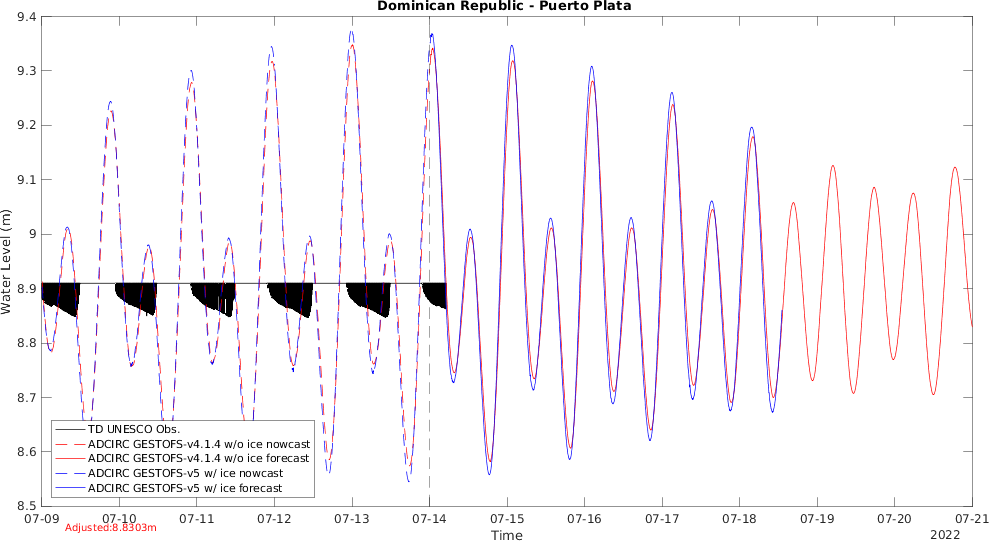 Dominican Republic - Puerto Plata
Water Level (m)
9.4
9.3
9.2
9.1
9
8.9
8.8
8.7
8.6
8.5
TD UNESCO Obs.
ADCIRC GESTOFS-v4.1.4 w/o ice nowcast
ADCIRC GESTOFS-v4.1.4 w/o ice forecast
ADCIRC GESTOFS-v5 w/ ice nowcast
ADCIRC GESTOFS-v5 w/ ice forecast
07-09 07-10 07-11 07-12 07-13 07-14 07-15 07-16 07-17 07-18 07-19 07-20 07-21
Adjusted:8.8303m
Time
2022